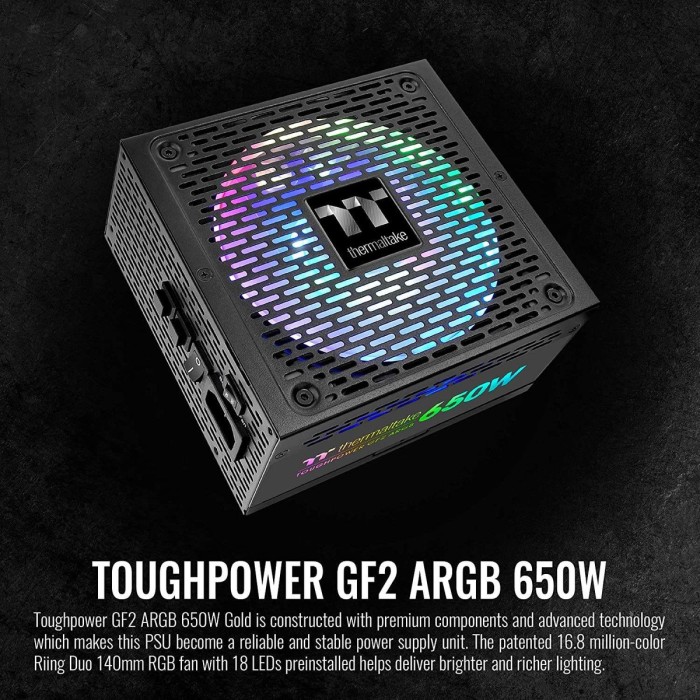 thermaltake
O
I
thermaltake
TOUGHPOWER GF2 ARGB
650W
TOUGHPOWER GF2 ARGB 650W
Toughpower GF2 ARGB 650W Gold is constructed with premium components and advanced technology
which makes this PSU become a reliable and stable power supply unit. The patented 16.8 million-color
Riing Duo 140mm RGB fan with 18 LEDs preinstalled helps deliver brighter and richer lighting.